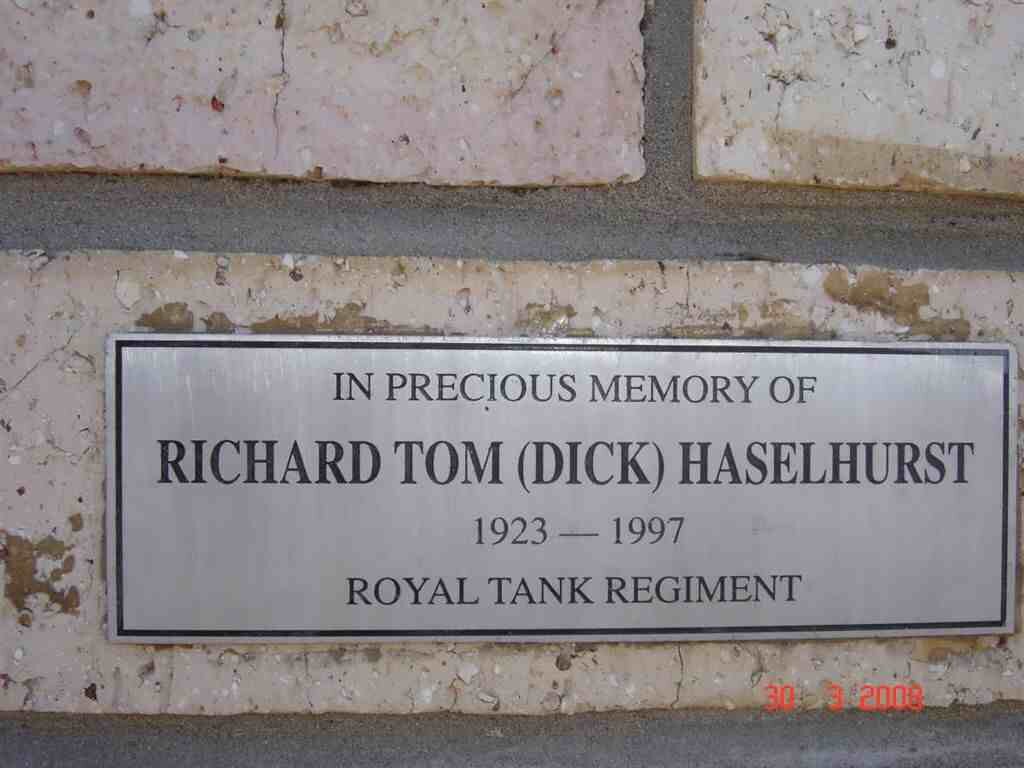 IN PRECIOUS MEMORY OF
RICHARD TOM (DICK) HASELHURST
1923 — 1997
ROYAL TANK REGIMENT
30 3 2008